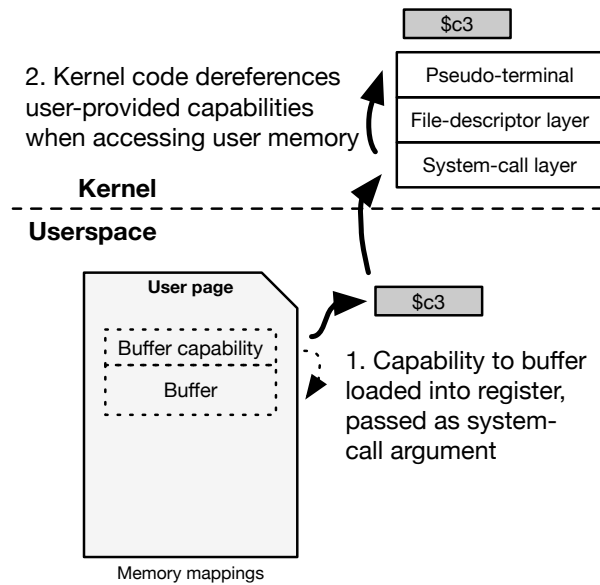 $c3
Pseudo-terminal
File-descriptor layer
System-call layer
2. Kernel code dereferences
user-provided capabilities
when accessing user memory
Kernel
Userspace
User page
Buffer capability
Buffer
$c3
1. Capability to buffer
loaded into register,
passed as system-
call argument
Memory mappings